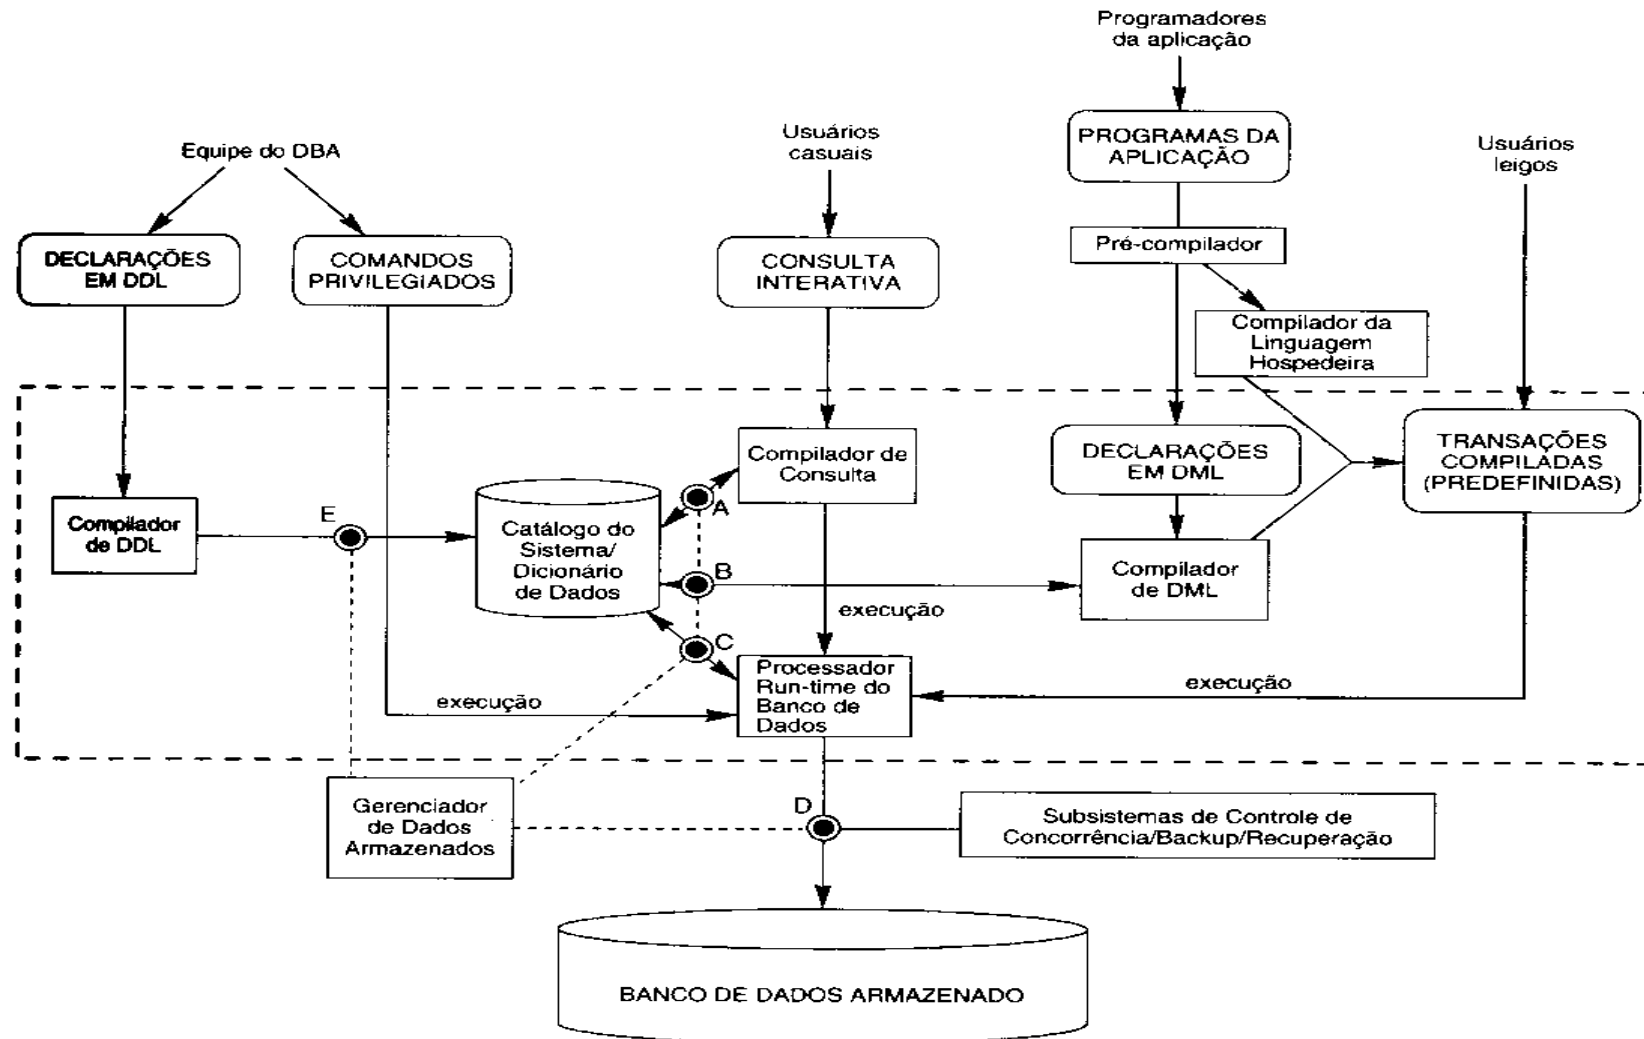 Programadores
da aplicação
Equipe do DBA
Usuários
casuais
PROGRAMAS DA
APLICAÇÃO
Usuários
leigos
DECLARAÇÕES
EM DDL
COMANDOS
PRIVILEGIADOS
CONSULTA
INTERATIVA
Pré-compilador
Compilador da
Linguagem
Hospedeira
Compilador de
Consulta
DECLARAÇÕES
EM DML
TRANSAÇÕES
COMPILADAS
(PREDEFINIDAS)
Compilador
de DDL
E
Catálogo do
Sistema/
Dicionário
de Dados
A
B
C
Compilador
de DML
execução
Processador
Run-time do
Banco de
Dados
execução
execução
Gerenciador
de Dados
Armazenados
D
Subsistemas de Controle de
Concorrência/Backup/Recuperação
BANCO DE DADOS ARMAZENADO